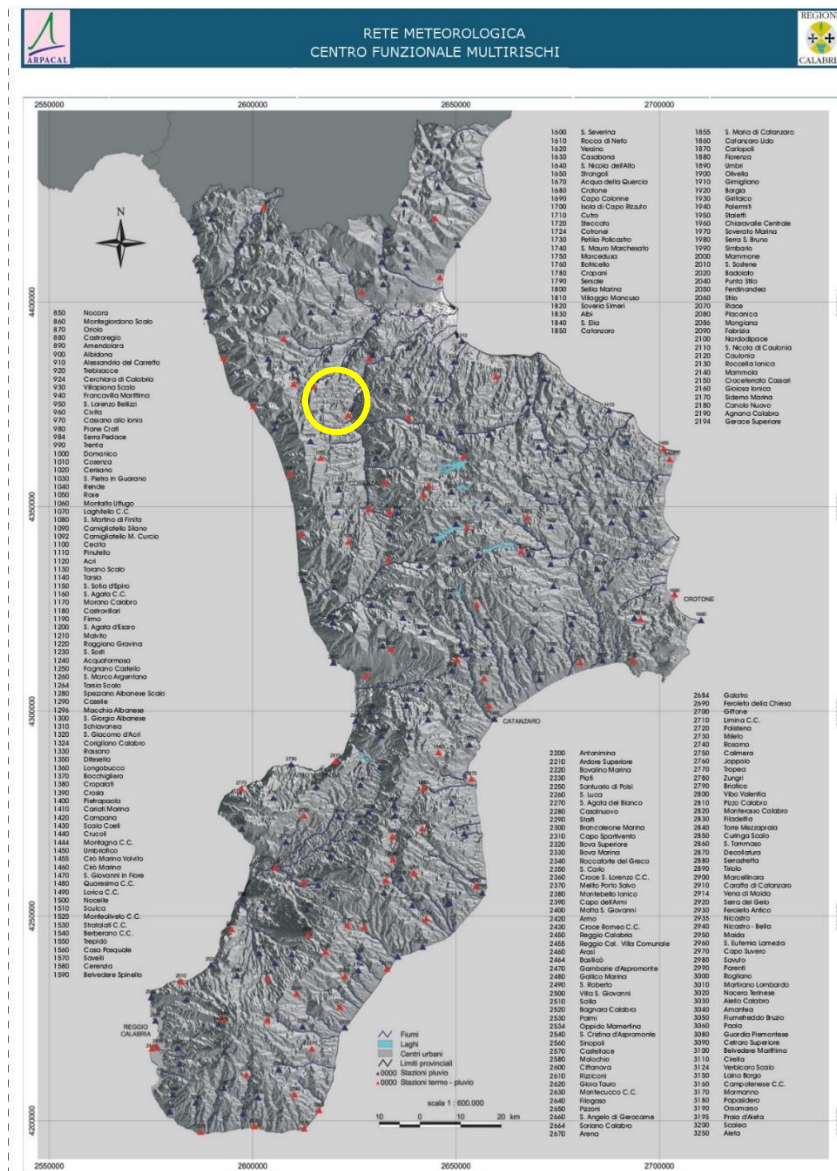 ARPACAL
RETE METEOROLOGICA
CENTRO FUNZIONALE MULTIRISCHI
REGIONE
CALABRIA
2550000
2600000
2650000
2700000
N
4400000
4350000
4300000
4250000
4200000
850 Nocara
860 Montegiordano Scalo
870 Oriolo
880 Castroregio
890 Amendolara
900 Albidona
910 Alessandria del Carretto
920 Trebisacce
924 Cerchiara di Calabria
930 Villapiana Scalo
940 Francavilla Marittima
950 S. Lorenzo Bellizzi
960 Civita
970 Cassano allo Ionio
980 Piane Crati
984 Serra Pedace
990 Trenta
1000 Domanico
1010 Cosenza
1020 Cerisano
1030 S. Pietro in Guarano
1040 Rende
1050 Rose
1060 Montalto Uffugo
1070 Laghitello C.C.
1080 S. Martino di Finita
1090 Camigliatello Silano
1092 Camigliatello M. Curcio
1100 Cecita
1110 Pinutello
1120 Acri
1130 Torano Scalo
1140 Tarsia
1150 S. Sofia d'Epiro
1160 S. Agata C.C.
1170 Morano Calabro
1180 Castrovillari
1190 Firmo
1200 S. Agata d'Esaro
1210 Malvito
1220 Roggiano Gravina
1230 S. Sosti
1240 Acquaformosa
1250 Fagnano Castello
1260 S. Marco Argentano
1264 Tarsia Scalo
1280 Spezzano Albanese Scalo
1290 Caselle
1296 Macchia Albanese
1300 S. Giorgio Albanese
1310 Schiavonea
1320 S. Giacomo d'Acri
1324 Corigliano Calabro
1330 Rossano
1350 Difesella
1360 Longobucco
1370 Bocchigliero
1380 Cropalati
1390 Crosia
1400 Pietrapaola
1410 Cariati Marina
1420 Campana
1430 Scala Coeli
1440 Crucoli
1444 Montagna C.C.
1450 Umbriatico
1455 Cirò Marina Volvito
1460 Cirò Marina
1470 S. Giovanni in Fiore
1480 Quaresima C.C.
1490 Lorica C.C.
1500 Nocelle
1510 Saulca
1520 Monteoliveto C.C.
1530 Stratalati C.C.
1540 Berberano C.C.
1550 Trepidò
1560 Casa Pasquale
1570 Savelli
1580 Cerenzia
1590 Belvedere Spinello
1600 S. Severina
1610 Rocca di Neto
1620 Verzino
1630 Casabona
1640 S. Nicola dell'Alto
1650 Strongoli
1670 Acqua della Quercia
1680 Crotone
1690 Capo Colonne
1700 Isola di Capo Rizzuto
1710 Cutro
1720 Steccato
1724 Cotronei
1730 Petilia Policastro
1740 S. Mauro Marchesato
1750 Marcedusa
1760 Botricello
1780 Cropani
1790 Sersale
1800 Sellia Marina
1810 Villaggio Mancuso
1820 Soveria Simeri
1830 Albi
1840 S. Elia
1850 Catanzaro
1855 S. Maria di Catanzaro
1860 Catanzaro Lido
1870 Carlopoli
1880 Fiorenza
1890 Umbri
1900 Olivella
1910 Gimigliano
1920 Borgia
1930 Girifalco
1940 Palermiti
1950 Staletti
1960 Chiaravalle Centrale
1970 Soverato Marina
1980 Serra S. Bruno
1990 Simbario
2000 Mammone
2010 S. Sostene
2020 Badolato
2040 Punta Stilo
2050 Ferdinandea
2060 Stilo
2070 Riace
2080 Placanica
2086 Mongiana
2090 Fabrizia
2100 Nardodipace
2110 S. Nicola di Caulonia
2120 Caulonia
2130 Roccella Ionica
2140 Mammola
2150 Croceferrata Cassari
2160 Gioiosa Ionica
2170 Siderno Marina
2180 Canolo Nuovo
2190 Agnana Calabra
2194 Gerace Superiore
COSENZA
CROTONE
CATANZARO
REGGIO
CALABRIA
2200 Antonimina
2210 Ardore Superiore
2220 Bovalino Marina
2230 Platì
2250 Santuario di Polsi
2260 S. Luca
2270 S. Agata del Bianco
2280 Casalnuovo
2290 Staiti
2300 Brancaleone Marina
2310 Capo Spartivento
2320 Bova Superiore
2330 Bova Marina
2340 Roccaforte del Greco
2350 S. Carlo
2360 Croce S. Lorenzo C.C.
2370 Melito Porto Salvo
2380 Montebello Ionico
2390 Capo dell'Armi
2400 Motta S. Giovanni
2420 Armo
2430 Croce Romeo C.C.
2450 Reggio Calabria
2455 Reggio Cal. Villa Comunale
2460 Arasì
2464 Basilicò
2470 Gambarie d'Aspromonte
2480 Gallico Marina
2490 S. Roberto
2500 Villa S. Giovanni
2510 Scilla
2520 Bagnara Calabra
2530 Palmi
2534 Oppido Mamertina
2540 S. Cristina d'Aspromonte
2560 Sinopoli
2570 Castellace
2580 Molochio
2600 Cittanova
2610 Rizziconi
2620 Gioia Tauro
2630 Montecucco C.C.
2640 Filogaso
2650 Pizzoni
2660 S. Angelo di Gerocarne
2664 Soriano Calabro
2670 Arena
2684 Galatro
2690 Feroleto della Chiesa
2700 Giffone
2710 Limina C.C.
2720 Polistena
2730 Mileto
2740 Rosarno
2750 Calimera
2760 Joppolo
2770 Tropea
2780 Zungri
2790 Briatico
2800 Vibo Valentia
2810 Pizzo Calabro
2820 Monterosso Calabro
2830 Filadelfia
2840 Torre Mezzapraia
2850 Curinga Scalo
2860 S. Tommaso
2870 Decollatura
2880 Serrastretta
2890 Tiriolo
2900 Marcellinara
2910 Caraffa di Catanzaro
2914 Vena di Maida
2920 Serra del Gelo
2930 Feroleto Antico
2935 Nicastro
2940 Nicastro - Bella
2950 Maida
2960 S. Eufemia Lamezia
2970 Capo Suvero
2980 Savuto
2990 Parenti
3000 Rogliano
3010 Martirano Lombardo
3020 Nocera Terinese
3030 Aiello Calabro
3040 Amantea
3050 Fiumefreddo Bruzio
3060 Paola
3080 Guardia Piemontese
3090 Cetraro Superiore
3100 Belvedere Marittimo
3110 Cirella
3124 Verbicaro Scalo
3150 Laino Borgo
3160 Campotenese C.C.
3170 Mormanno
3180 Papasidero
3190 Orsomarso
3195 Praia d'Aieta
3200 Scalea
3250 Aieta
Fiumi
Laghi
Centri urbani
Limiti provinciali
0000 Stazioni pluvio
0000 Stazioni termo - pluvio
scala 1 : 600.000
10 0 10 20 km